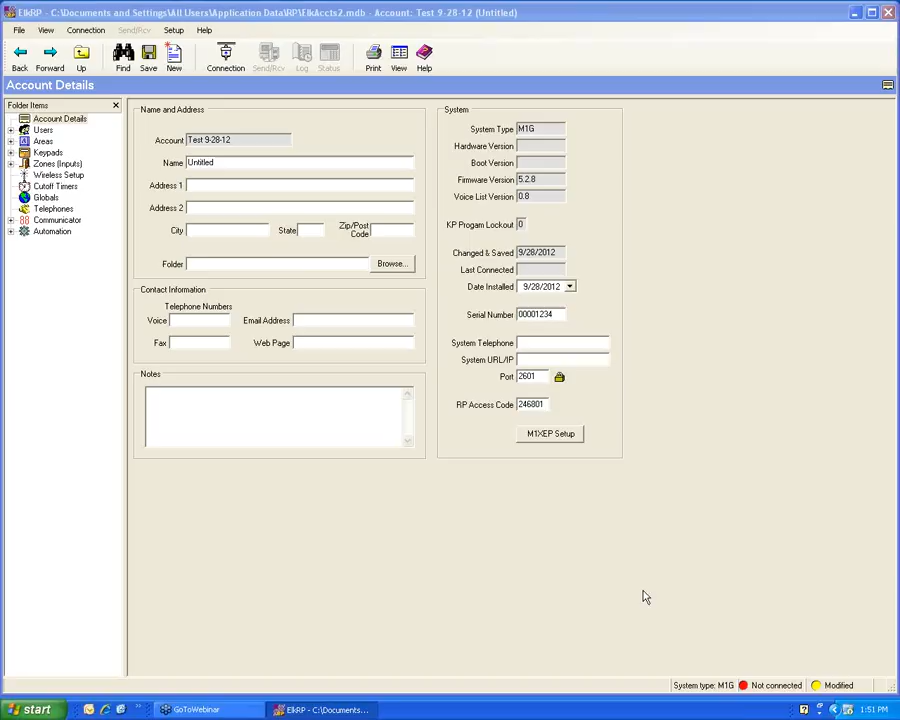 ElkRP - C:\Documents and Settings\All Users\Application Data\RP\ElkAccts2.mdb - Account: Test 9-28-12 (Untitled)
File View Connection Send/Rcv Setup Help
Back Forward Up Find Save New Connection Send/Rcv Log Status Print View Help
Account Details
Folder Items
Account Details
Users
Areas
Keypads
Zones (Inputs)
Wireless Setup
Cutoff Timers
Globals
Telephones
Communicator
Automation
Name and Address
Account Test 9-28-12
Name Untitled
Address 1
Address 2
City State Zip/Post Code
Folder Browse...
Contact Information
Telephone Numbers
Voice Email Address
Fax Web Page
Notes
System
System Type M1G
Hardware Version
Boot Version
Firmware Version 5.2.8
Voice List Version 0.8
KP Progam Lockout 0
Changed & Saved 9/28/2012
Last Connected
Date Installed 9/28/2012
Serial Number 00001234
System Telephone
System URL/IP
Port 2601
RP Access Code 246801
M1XEP Setup
System type: M1G Not connected Modified
start GoToWebinar ElkRP - C:\Documents... 1:51 PM